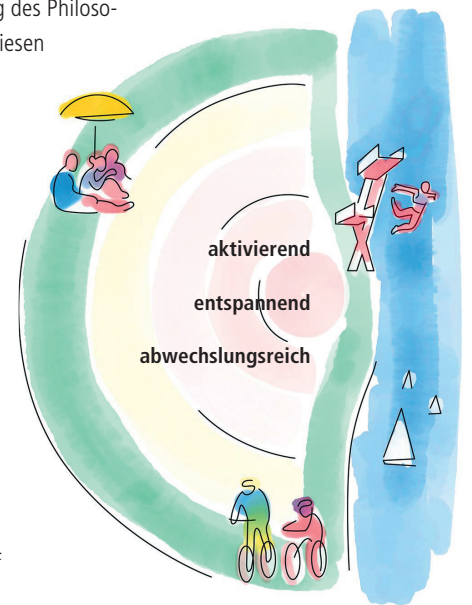 des Philoso-
iesen
aktivierend
entspannend
abwechslungsreich